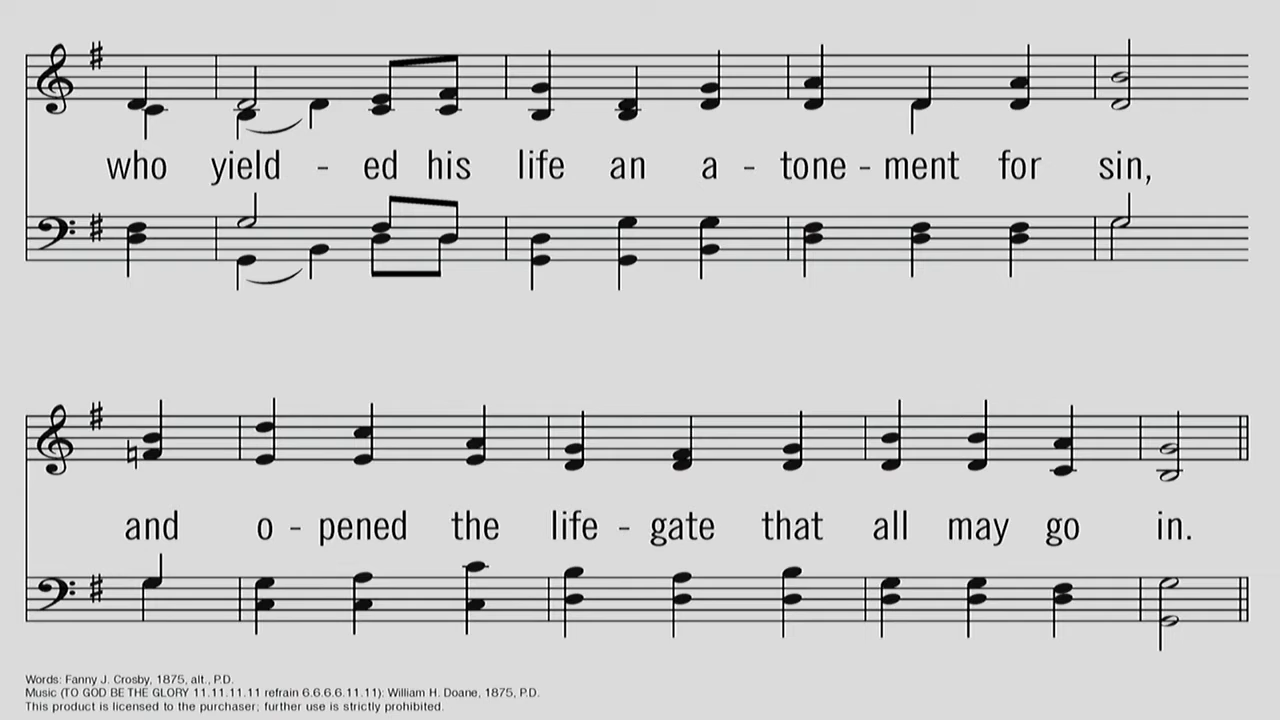 who yield - ed his life an a - tone - ment for sin,
and o - pened the life - gate that all may go in.
Words: Fanny J. Crosby, 1875, alt., P.D.
Music (TO GOD BE THE GLORY 11.11.11.11 refrain 6.6.6.6.11.11): William H. Doane, 1875, P.D.
This product is licensed to the purchaser; further use is strictly prohibited.